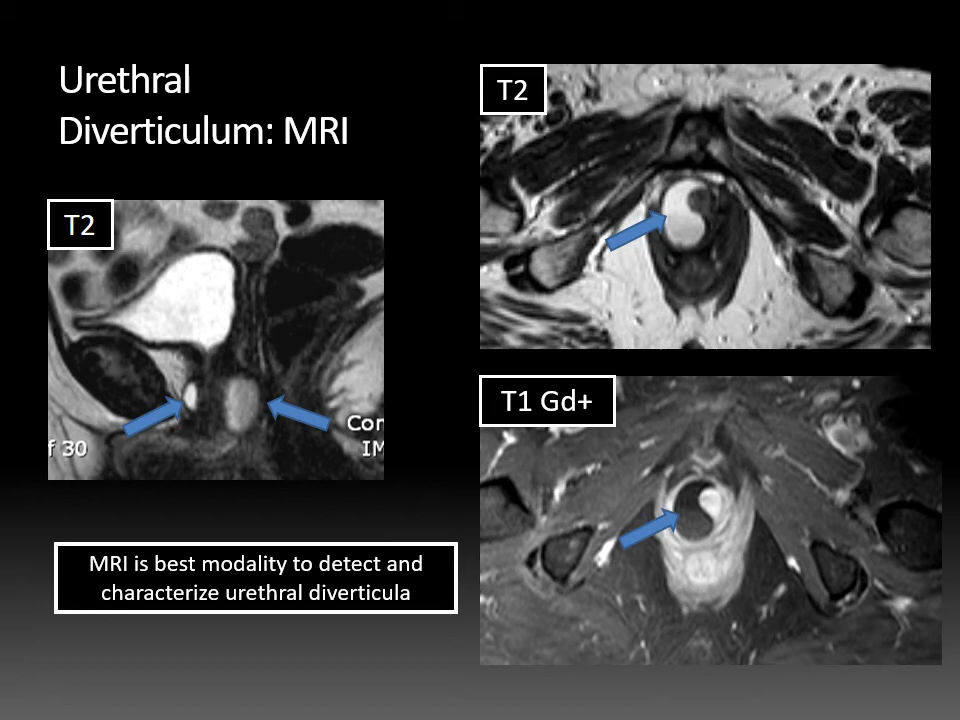 Urethral
Diverticulum: MRI
T2
f 30
Con
IM
T2
T1 Gd+
MRI is best modality to detect and
characterize urethral diverticula